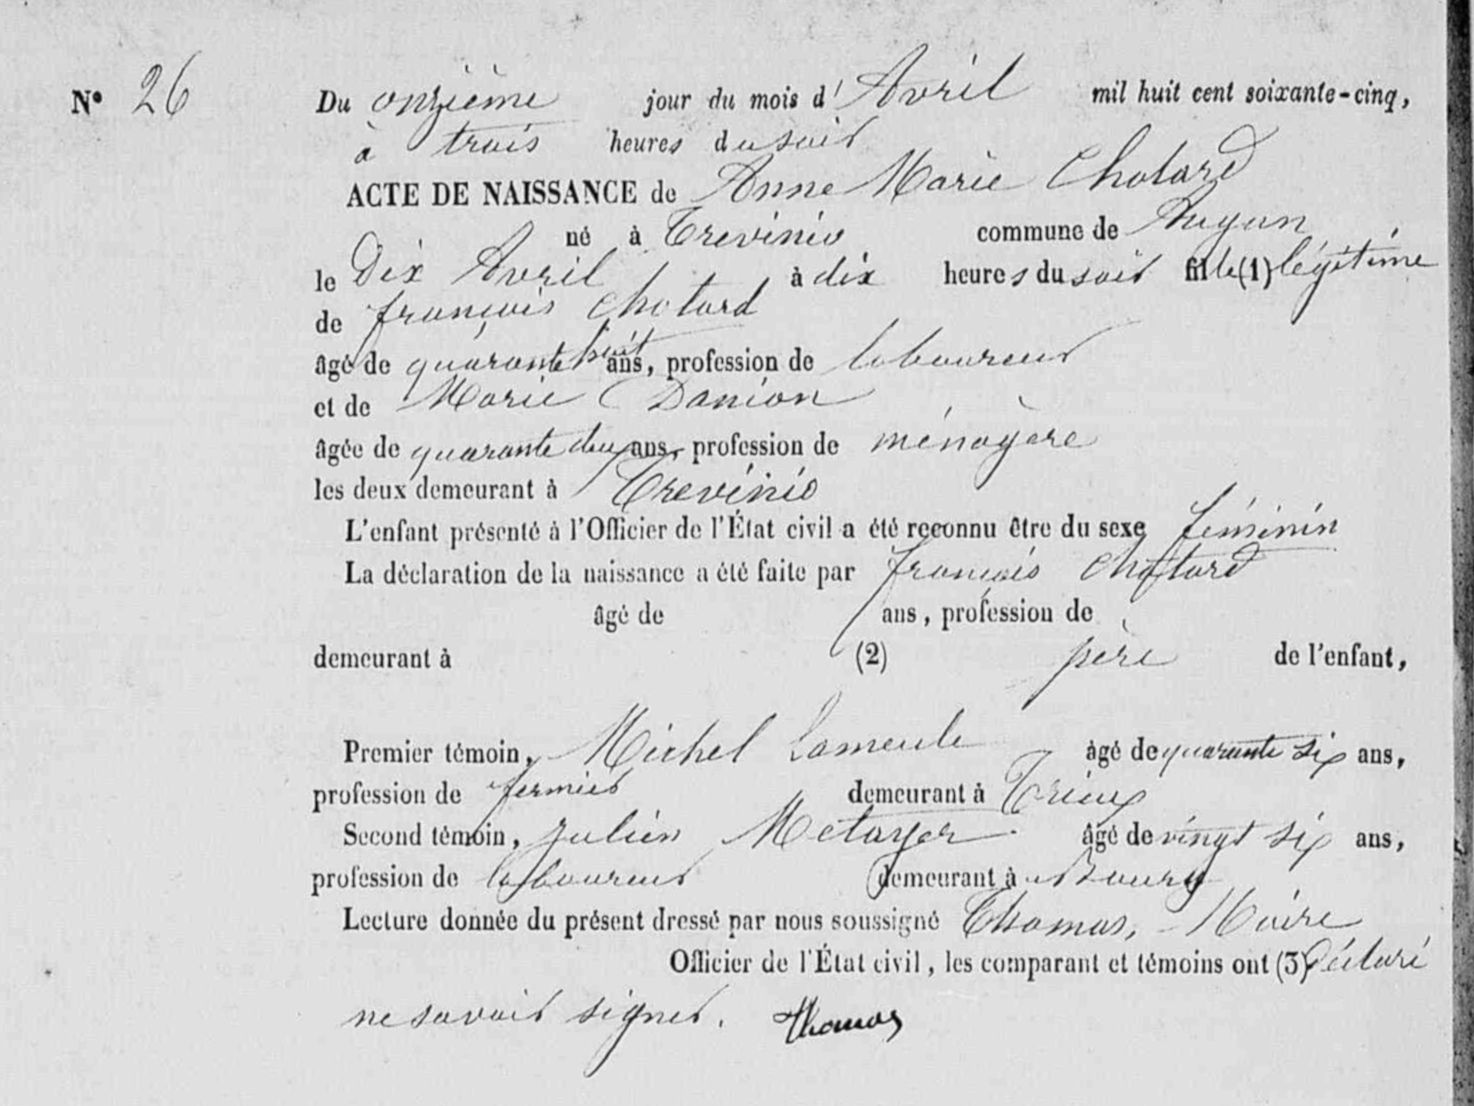 N° 26
Du onzième jour du mois d'Avril mil huit cent soixante-cinq,
à trois heures du soir
ACTE DE NAISSANCE de Anne Marie Chotard
né à Trevinio commune de Augan
le Dix Avril à dix heures du soir fille (1) légitime
de françois Chotard
âgé de quarante huit ans, profession de laboureur
et de Marie Danion
âgée de quarante deux ans, profession de ménagère
les deux demeurant à Trevinio
L'enfant présenté à l'Officier de l'État civil a été reconnu être du sexe féminin
La déclaration de la naissance a été faite par françois Chotard
âgé de ans, profession de
demeurant à (2) père de l'enfant,
Premier témoin, Michel âgé de quarante six ans,
profession de fermier demeurant à Trieux
Second témoin, julien Metayer âgé de vingt six ans,
profession de laboureur demeurant à Bourg
Lecture donnée du présent dressé par nous soussigné Thomas, Maire
Officier de l'État civil, les comparant et témoins ont (3) déclaré
ne savoir signer. Thomas